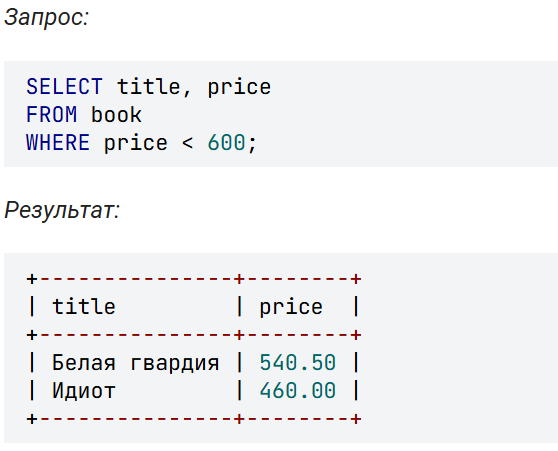 Запрос:
SELECT title, price
FROM book
WHERE price < 600;
Результат:
+---------------+--------+
| title         | price  |
+---------------+--------+
| Белая гвардия | 540.50 |
| Идиот         | 460.00 |
+---------------+--------+